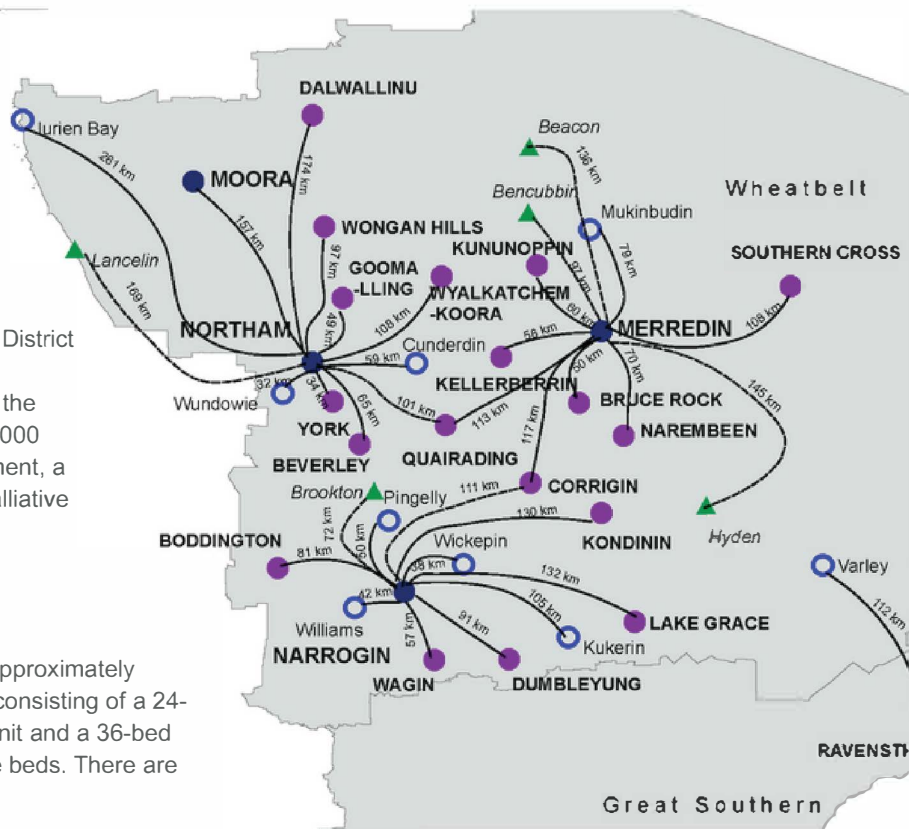 DALWALLINU
Jurien Bay
Beacon
261 km
174 km
136 km
MOORA
Bencubbin
Wheatbelt
157 km
WONGAN HILLS
Mukinbudin
Lancelin
97 km
KUNUNOPPIN
97 km
79 km
SOUTHERN CROSS
GOOMA
-LLING
WYALKATCHEM
-KOORA
169 km
49 km
108 km
60 km
NORTHAM
MERREDIN
108 km
District
Cunderdin
56 km
59 km
KELLERBERRIN
50 km
70 km
145 km
32 km
34 km
Wundowie
65 km
101 km
113 km
BRUCE ROCK
the
YORK
117 km
NAREMBEEN
000
BEVERLEY
QUAIRADING
nent, a
Brookton
Pingelly
111 km
CORRIGIN
alliative
72 km
60 km
130 km
KONDININ
Hyden
BODDINGTON
81 km
Wickepin
38 km
132 km
Varley
42 km
105 km
112 km
Williams
57 km
91 km
LAKE GRACE
Kukerin
NARROGIN
pproximately
WAGIN
DUMBLEYUNG
consisting of a 24-
nit and a 36-bed
e beds. There are
RAVENSTH
Great Southern